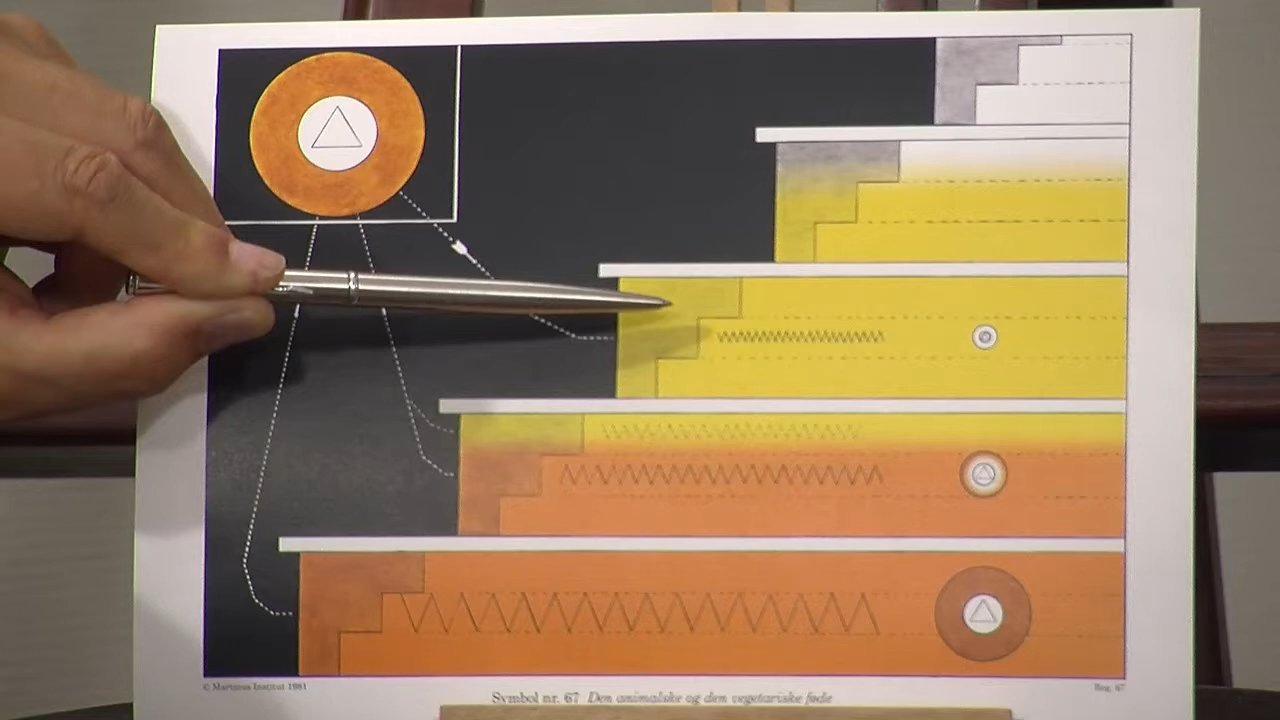 © Martinus Institut 1981
Symbol nr. 67 Den animalske og den vegetariske føde
Reg. 67